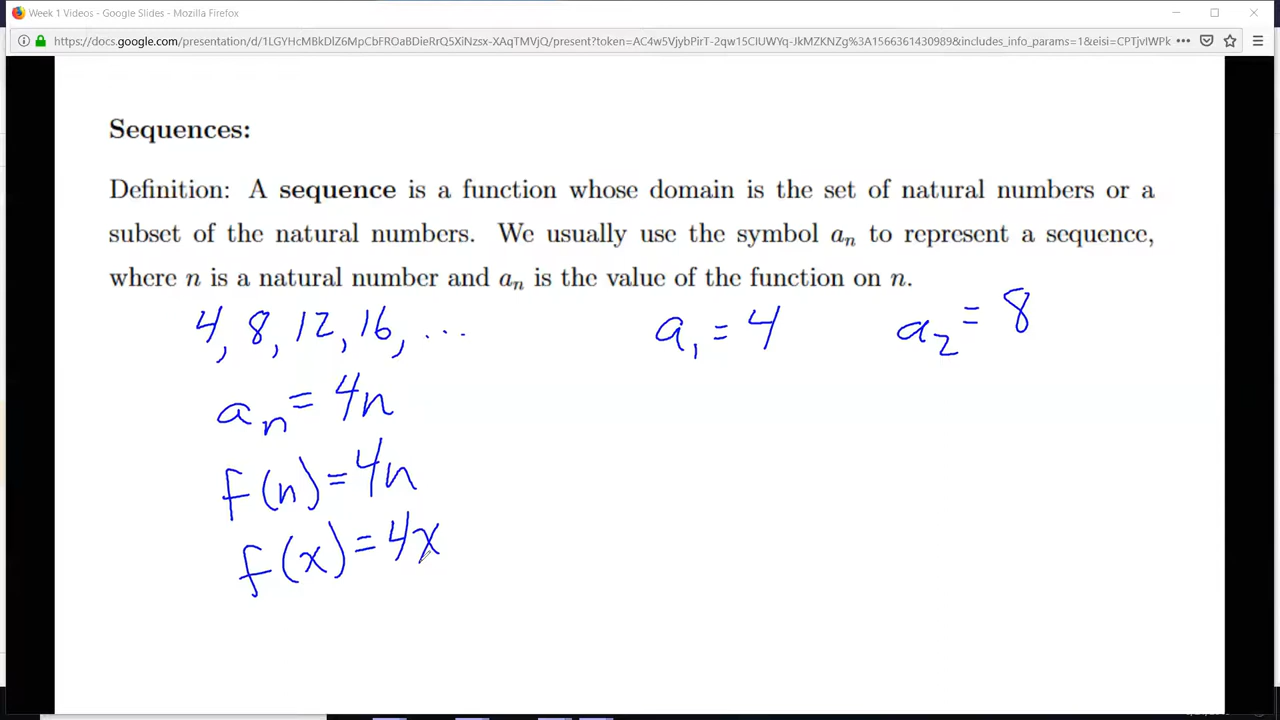 Week 1 Videos - Google Slides - Mozilla Firefox
https://docs.google.com/presentation/d/1LGYHcMBkDlZ6MpCbFROaBDieRrQ5XiNzsx-XAqTMVjQ/present?token=AC4w5VjybPirT-2qw15CIUWYq-JkMZKNZg%3A1566361430989&includes_info_params=1&eisi=CPTjvIWPk
Sequences:
Definition: A sequence is a function whose domain is the set of natural numbers or a
subset of the natural numbers. We usually use the symbol aₙ to represent a sequence,
where n is a natural number and aₙ is the value of the function on n.
4, 8, 12, 16, ... a₁ = 4 a₂ = 8
aₙ = 4n
f(n) = 4n
f(x) = 4x